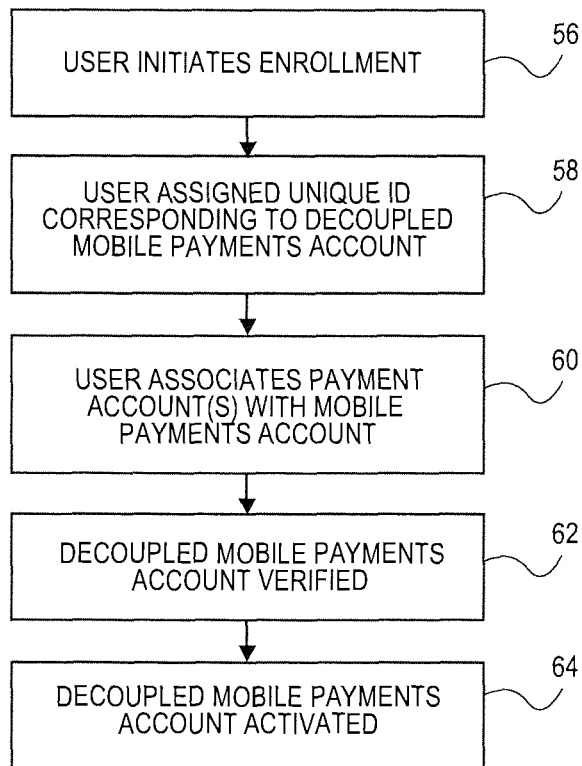 USER INITIATES ENROLLMENT
56
USER ASSIGNED UNIQUE ID
CORRESPONDING TO DECOUPLED
MOBILE PAYMENTS ACCOUNT
58
USER ASSOCIATES PAYMENT
ACCOUNT(S) WITH MOBILE
PAYMENTS ACCOUNT
60
DECOUPLED MOBILE PAYMENTS
ACCOUNT VERIFIED
62
DECOUPLED MOBILE PAYMENTS
ACCOUNT ACTIVATED
64